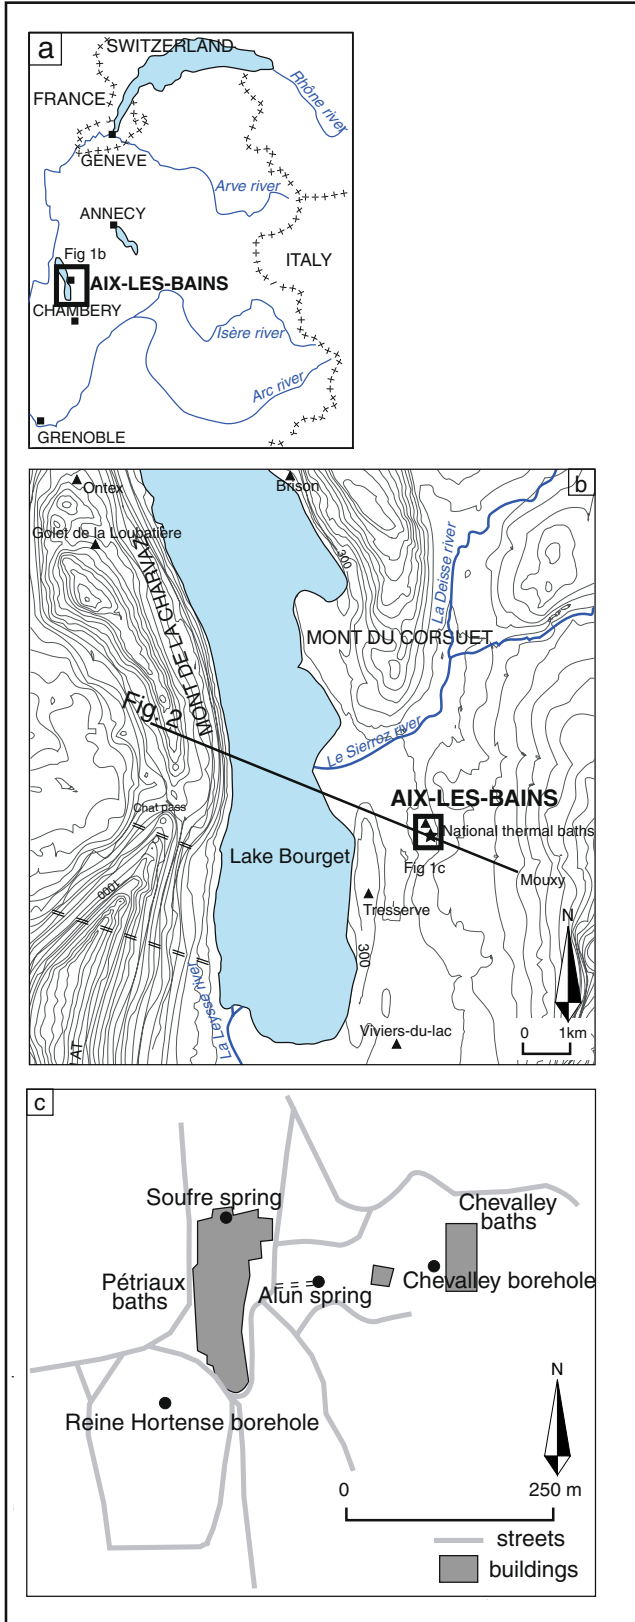 a
SWITZERLAND
FRANCE
Rhône river
GENEVE
Arve river
ANNECY
ITALY
Fig 1b
AIX-LES-BAINS
CHAMBERY
Isère river
Arc river
GRENOBLE
b
Ontex
Brison
Golet de la Loubatière
300
La Deisse river
MONT DE LA CHARVAZ
MONT DU CORSUET
Fig. 2
Le Sierroz river
Chat pass
AIX-LES-BAINS
National thermal baths
Lake Bourget
Fig 1c
Mouxy
1000
Tresserve
N
300
La Leysse river
Viviers-du-lac
0 1km
AT
c
Soufre spring
Chevalley
baths
Pétriaux
baths
Alun spring
Chevalley borehole
Reine Hortense borehole
N
0 250 m
streets
buildings